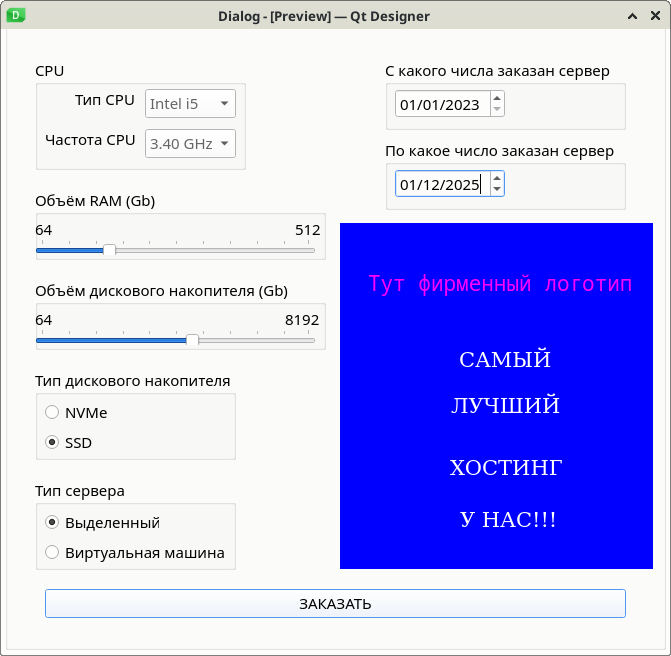 Dialog - [Preview] — Qt Designer
CPU
Тип CPU
Intel i5
Частота CPU
3.40 GHz
Объём RAM (Gb)
64
512
Объём дискового накопителя (Gb)
64
8192
Тип дискового накопителя
NVMe
SSD
Тип сервера
Выделенный
Виртуальная машина
С какого числа заказан сервер
01/01/2023
По какое число заказан сервер
01/12/2025
Тут фирменный логотип
САМЫЙ
ЛУЧШИЙ
ХОСТИНГ
У НАС!!!
ЗАКАЗАТЬ